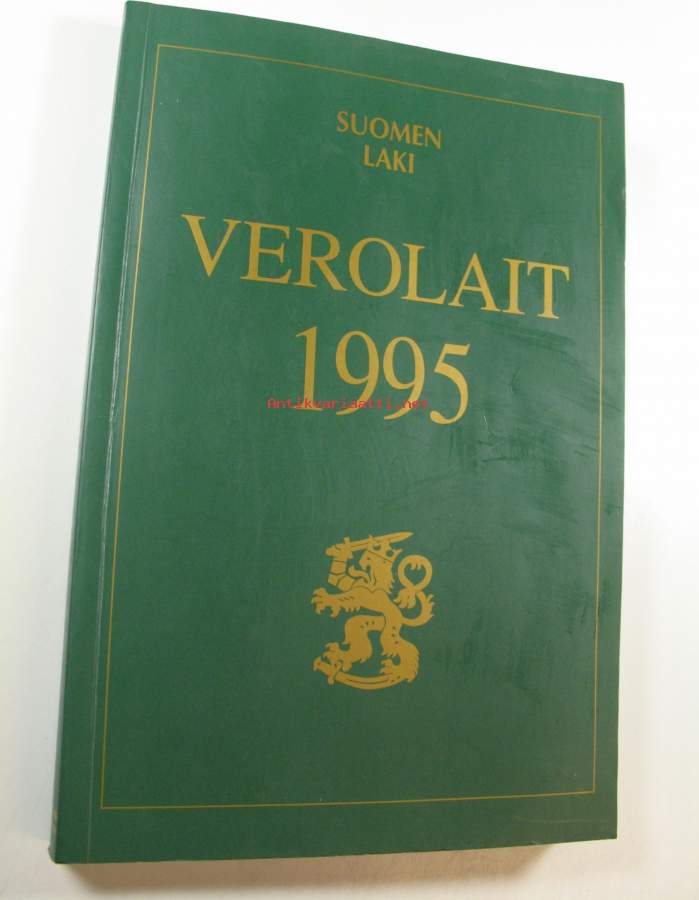 SUOMEN
LAKI
VEROLAIT
1995
Antikvariaatti.net